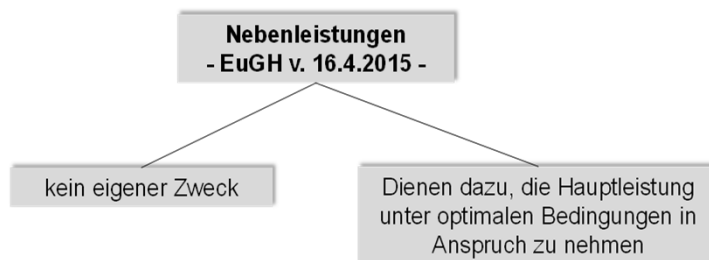 Nebenleistungen
- EuGH v. 16.4.2015 -
kein eigener Zweck
Dienen dazu, die Hauptleistung
unter optimalen Bedingungen in
Anspruch zu nehmen